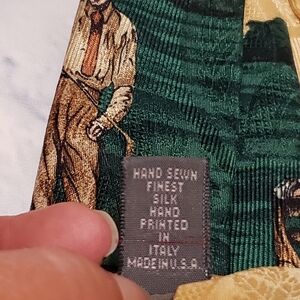 HAND SEWN
FINEST
SILK
HAND
PRINTED
IN
ITALY
MADE IN U.S.A.